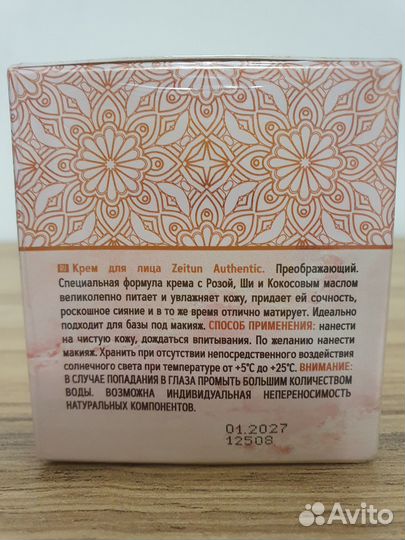 RU Крем для лица Zeitun Authentic. Преображающий.
Специальная формула крема с Розой, Ши и Кокосовым маслом
великолепно питает и увлажняет кожу, придает ей сочность,
роскошное сияние и в то же время отлично матирует. Идеально
подходит для базы под макияж. СПОСОБ ПРИМЕНЕНИЯ: нанести
на чистую кожу, дождаться впитывания. По желанию нанести
макияж. Хранить при отсутствии непосредственного воздействия
солнечного света при температуре от +5°C до +25°C. ВНИМАНИЕ:
В СЛУЧАЕ ПОПАДАНИЯ В ГЛАЗА ПРОМЫТЬ БОЛЬШИМ КОЛИЧЕСТВОМ
ВОДЫ. ВОЗМОЖНА ИНДИВИДУАЛЬНАЯ НЕПЕРЕНОСИМОСТЬ
НАТУРАЛЬНЫХ КОМПОНЕНТОВ.
01.2027
12508
Avito